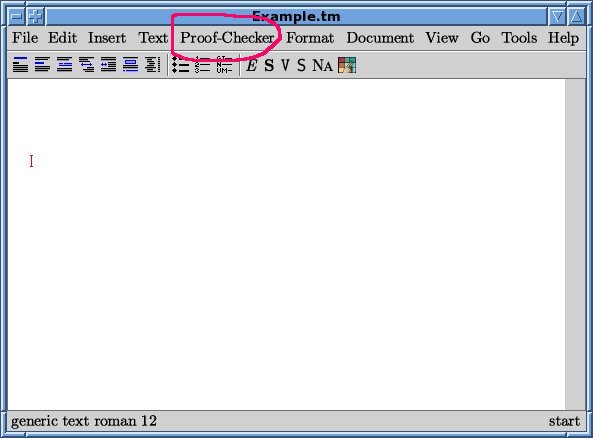 Example.tm
File Edit Insert Text Proof-Checker Format Document View Go Tools Help
E S V S NA
generic text roman 12 start